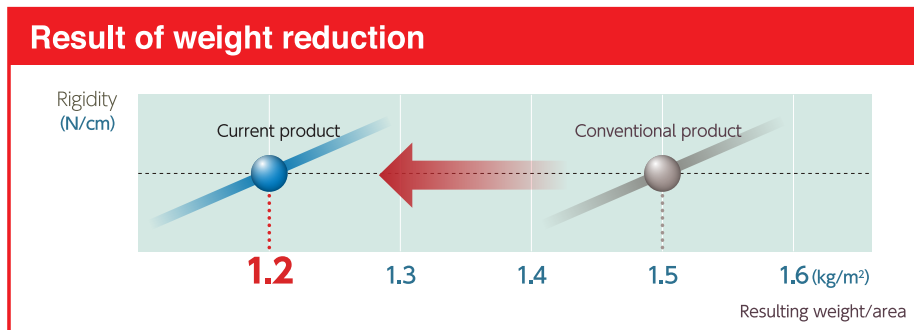 Result of weight reduction
Rigidity
(N/cm)
Current product
Conventional product
1.2
1.3
1.4
1.5
1.6 (kg/m²)
Resulting weight/area